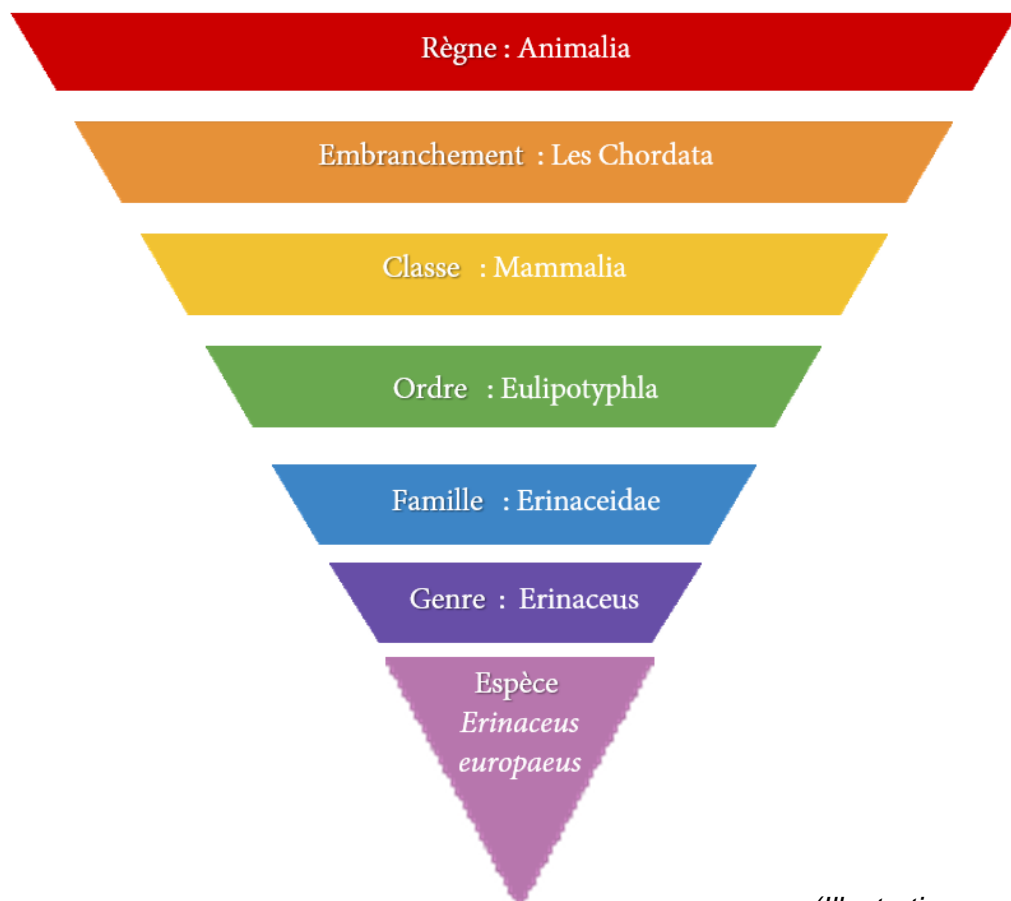 Règne : Animalia
Embranchement : Les Chordata
Classe : Mammalia
Ordre : Eulipotyphla
Famille : Erinaceidae
Genre : Erinaceus
Espèce
Erinaceus
europaeus